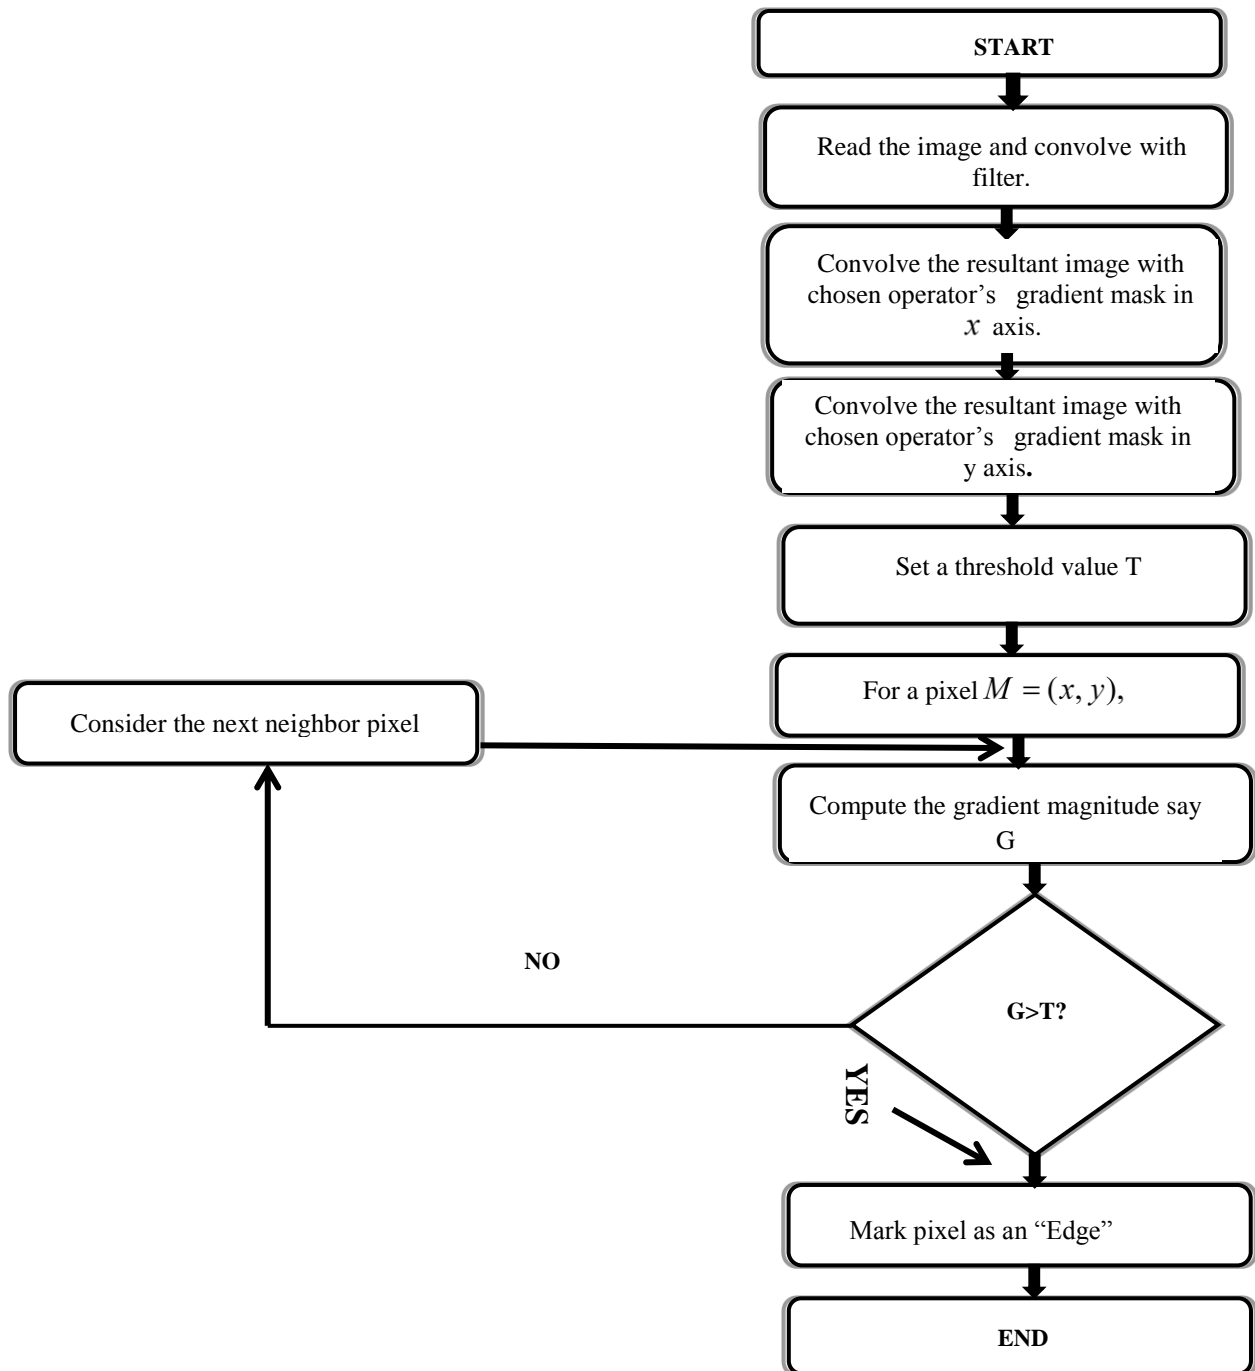 START
Read the image and convolve with
filter.
Convolve the resultant image with
chosen operator’s gradient mask in
x axis.
Convolve the resultant image with
chosen operator’s gradient mask in
y axis.
Set a threshold value T
For a pixel M = (x, y),
Consider the next neighbor pixel
Compute the gradient magnitude say
G
NO
G>T?
YES
Mark pixel as an “Edge”
END